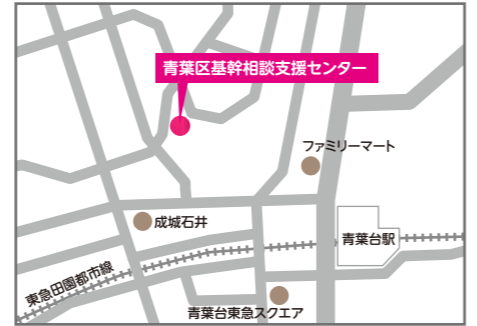 青葉区基幹相談支援センター
ファミリーマート
成城石井
青葉台駅
東急田園都市線
青葉台東急スクエア